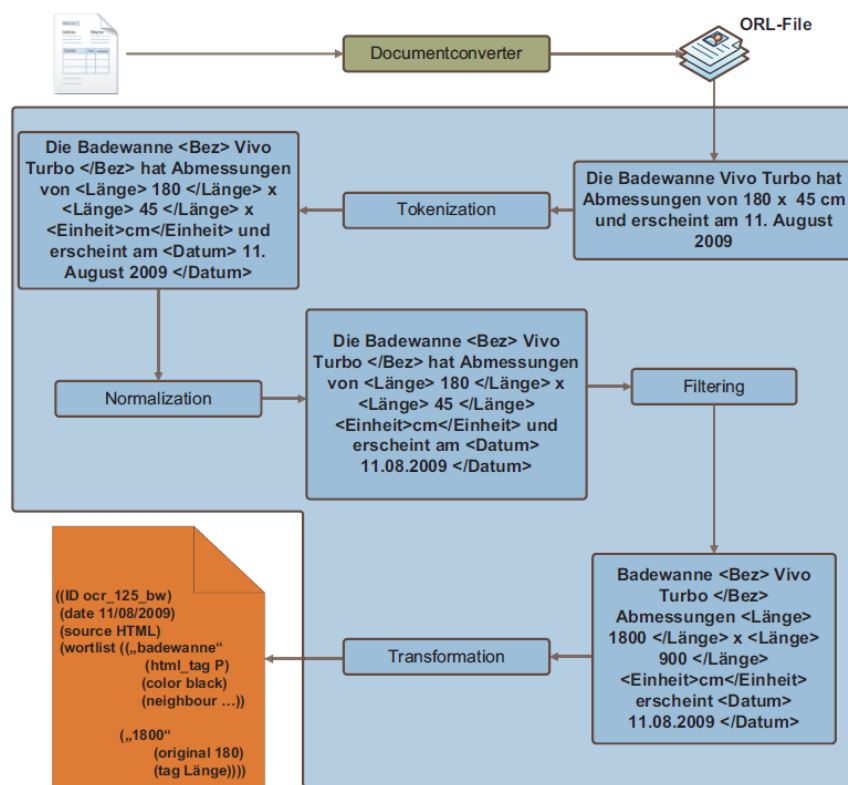 Documentconverter
ORL-File
Die Badewanne Vivo Turbo hat
Abmessungen von 180 x  45 cm
und erscheint am 11. August
2009
Tokenization
Die Badewanne <Bez> Vivo
Turbo </Bez> hat Abmessungen
von <Länge> 180 </Länge> x
<Länge> 45 </Länge> x
<Einheit>cm</Einheit> und
erscheint am <Datum> 11.
August 2009 </Datum>
Normalization
Die Badewanne <Bez> Vivo
Turbo </Bez> hat Abmessungen
von <Länge> 180 </Länge> x
<Länge> 45 </Länge>
<Einheit>cm</Einheit> und
erscheint am <Datum>
11.08.2009 </Datum>
Filtering
Badewanne <Bez> Vivo
Turbo </Bez>
Abmessungen <Länge>
1800 </Länge> x <Länge>
900 </Länge>
<Einheit>cm</Einheit>
erscheint <Datum>
11.08.2009 </Datum>
Transformation
((ID ocr_125_bw)
(date 11/08/2009)
(source HTML)
(wortlist ((„badewanne“
(html_tag P)
(color black)
(neighbour …))
(„1800“
(original 180)
(tag Länge))))